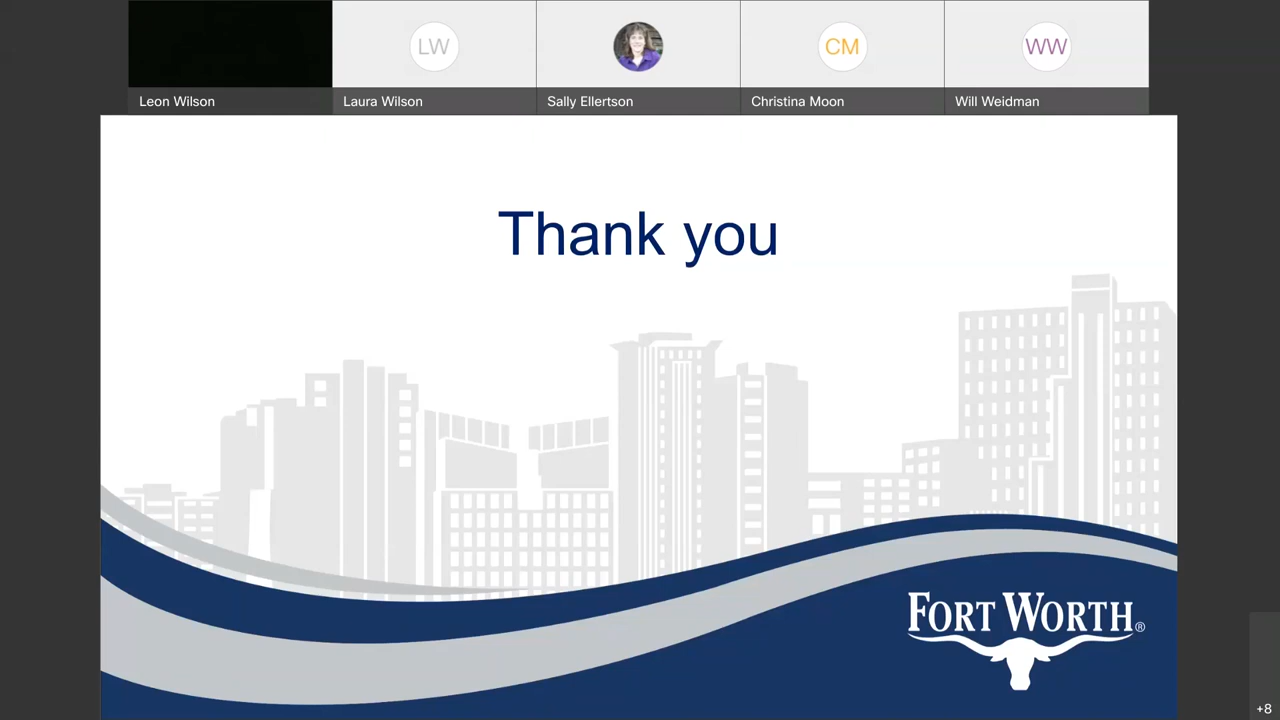 LW
CM
WW
Leon Wilson
Laura Wilson
Sally Ellertson
Christina Moon
Will Weidman
Thank you
FORT WORTH®
+8